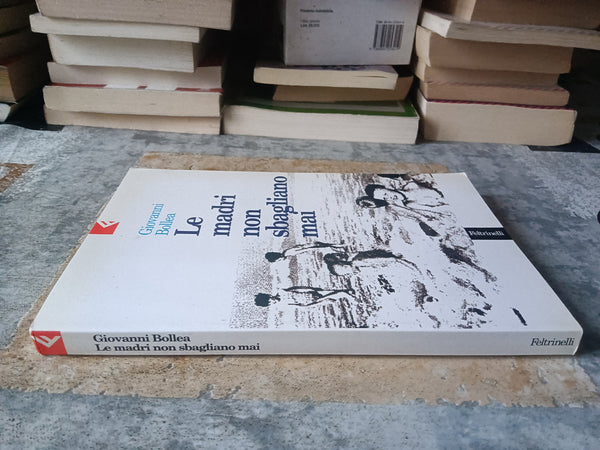 Giovanni
Bollea
Le
madri
non
sbagliano
mai
Feltrinelli
Giovanni Bollea
Le madri non sbagliano mai
Feltrinelli